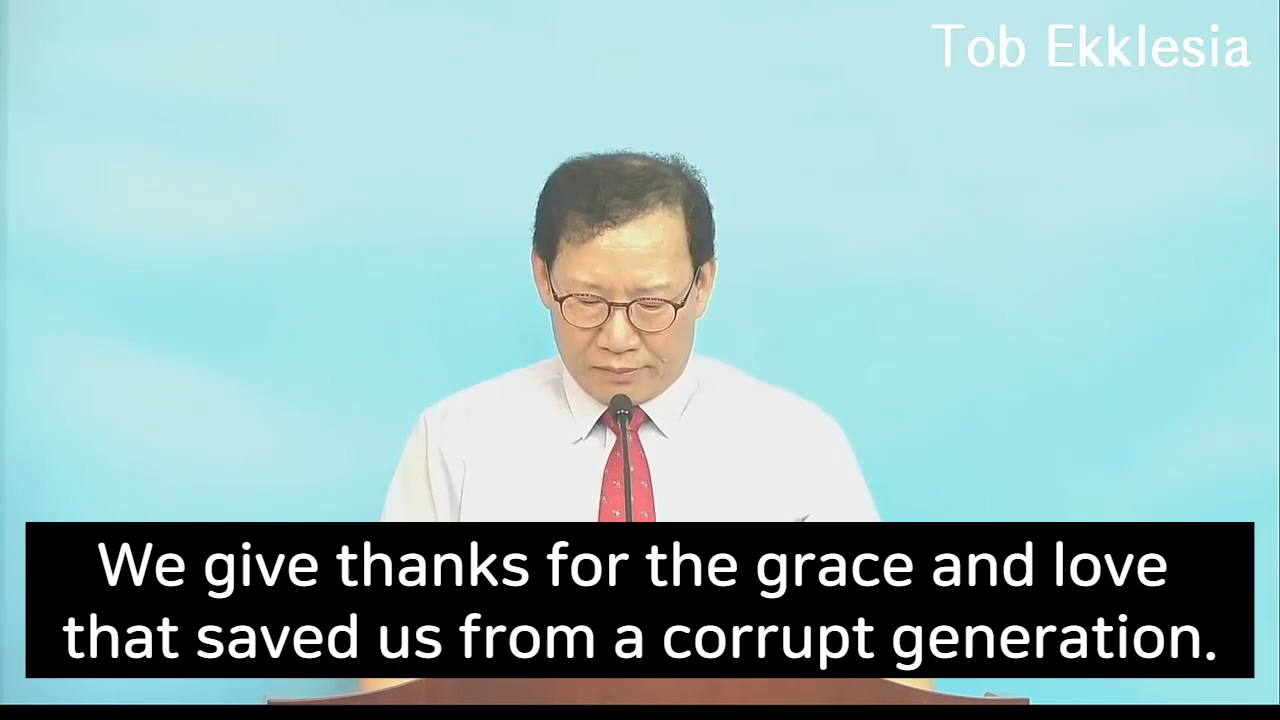 Tob Ekklesia
We give thanks for the grace and love
that saved us from a corrupt generation.